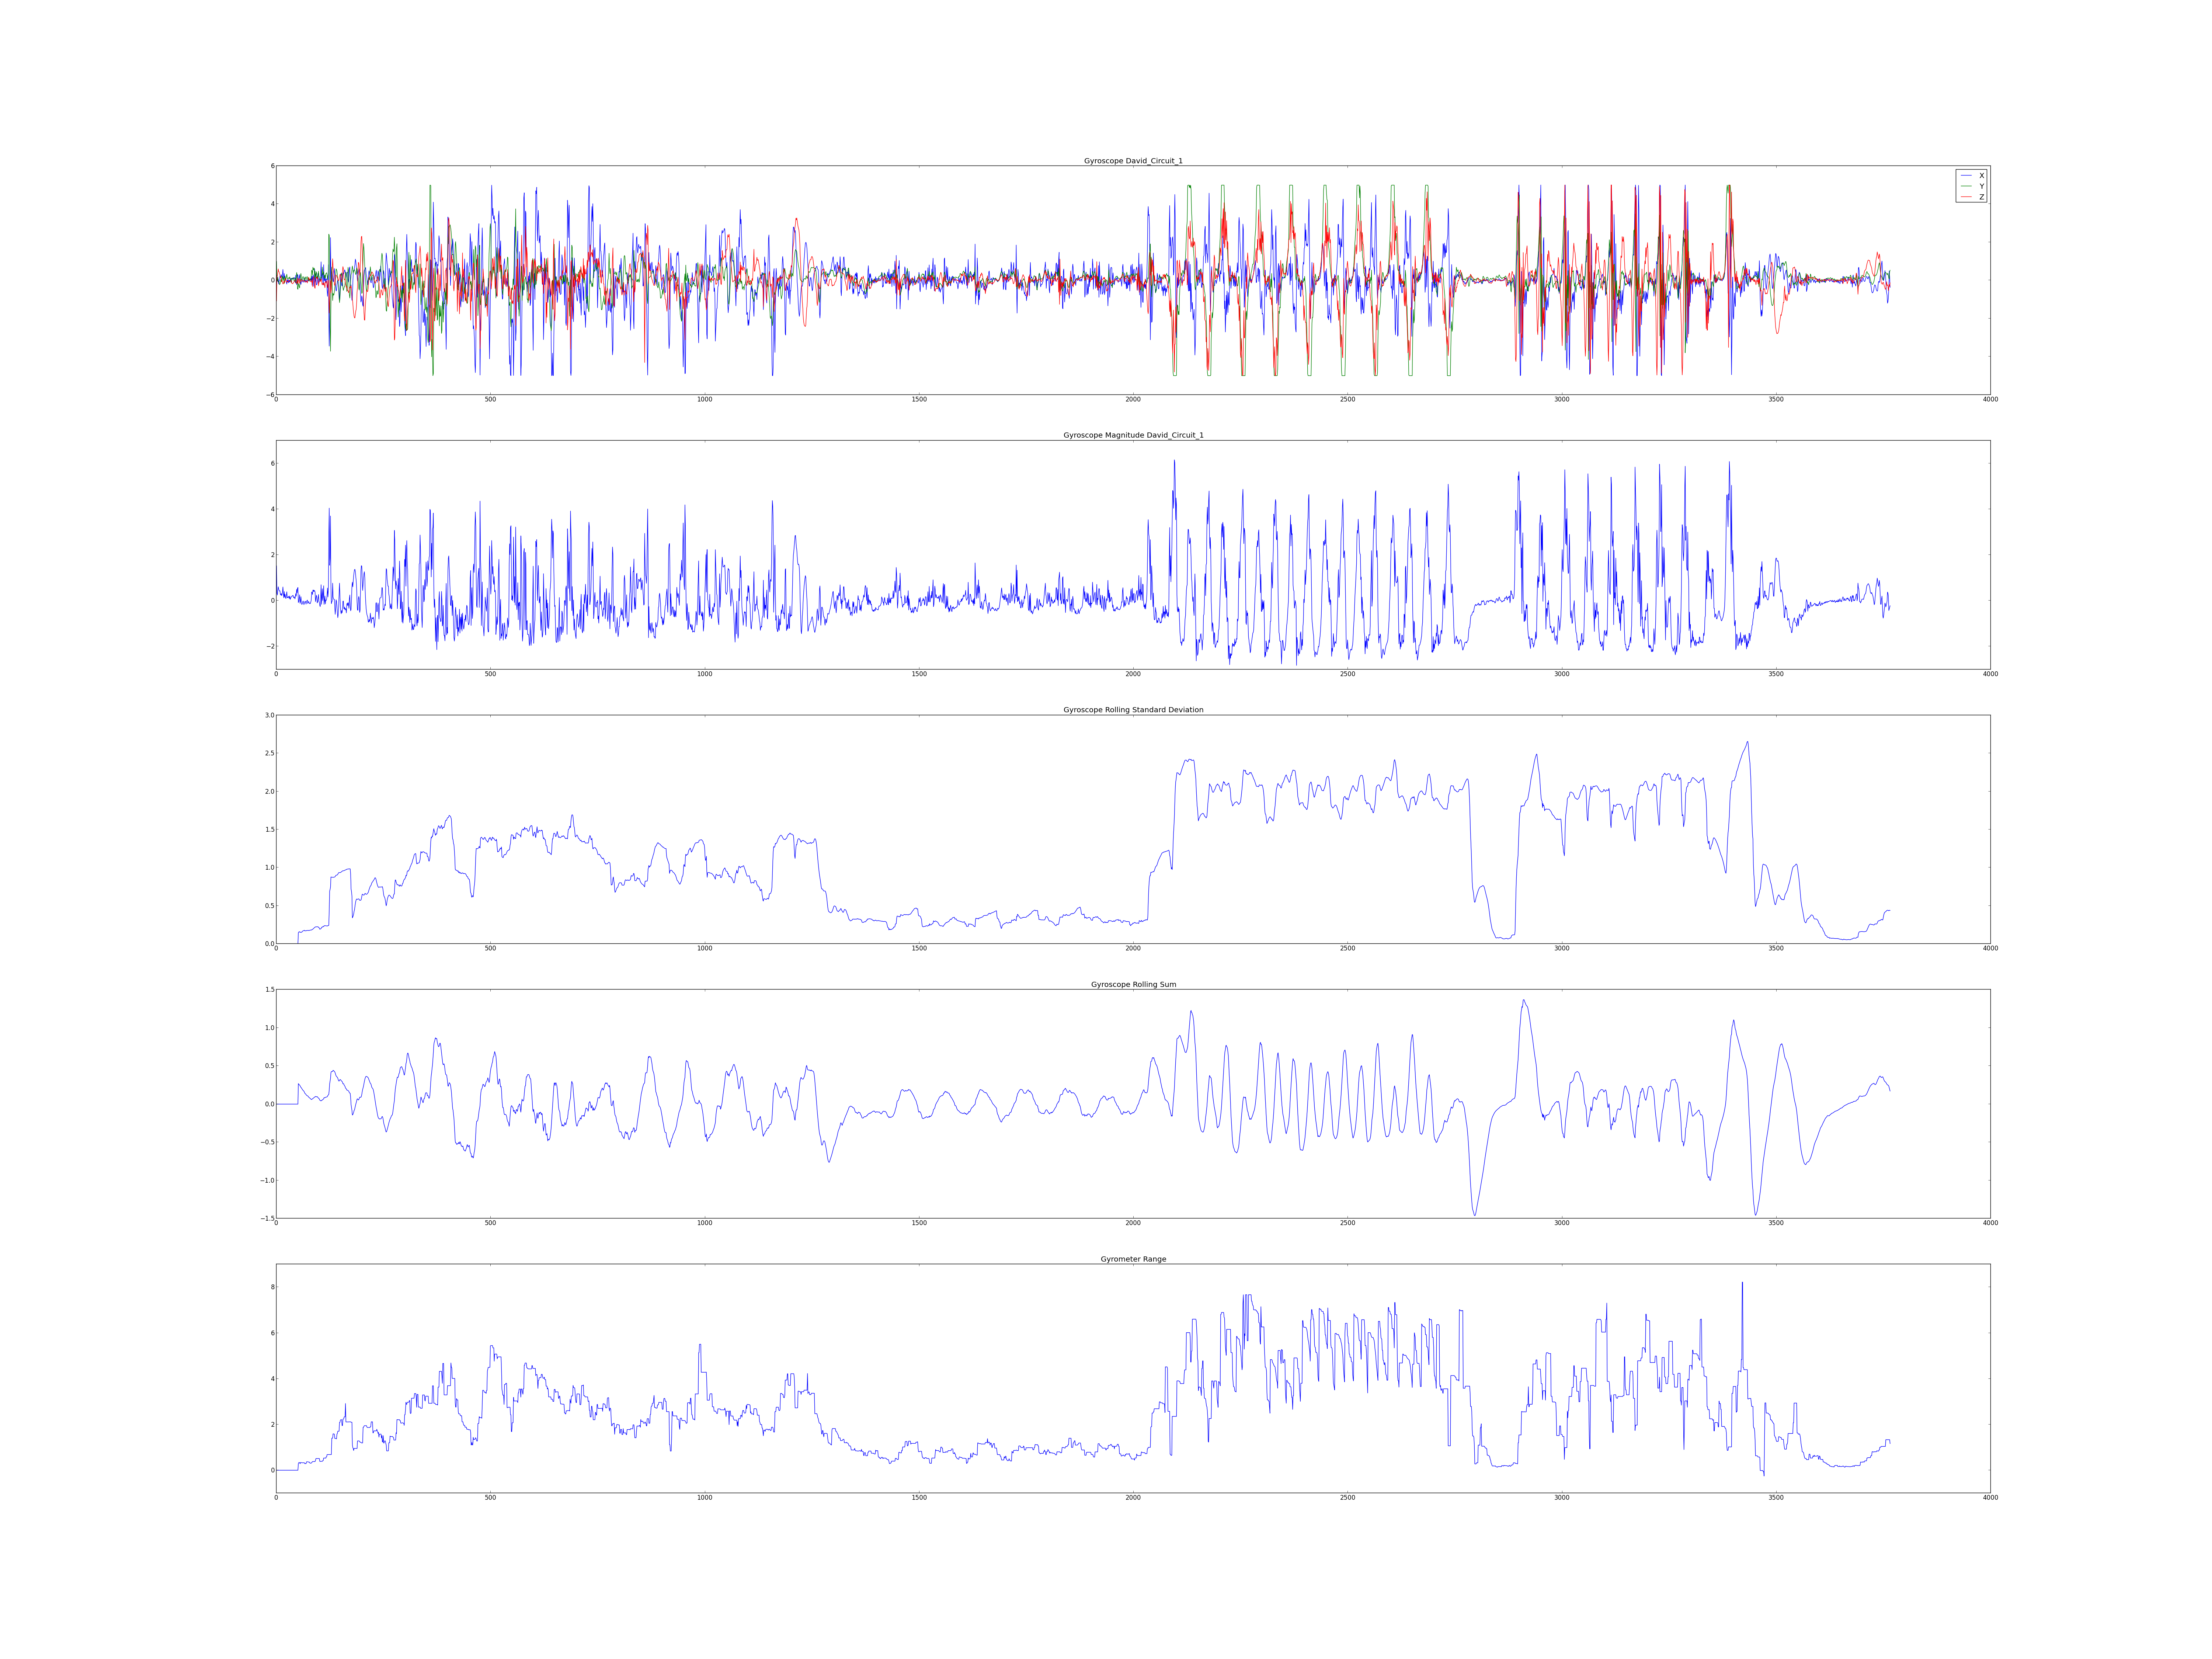 Gyroscope David_Circuit_1
6
4
2
0
−2
−4
−6
X
Y
Z
0 500 1000 1500 2000 2500 3000 3500 4000
Gyroscope Magnitude David_Circuit_1
6
4
2
0
−2
0 500 1000 1500 2000 2500 3000 3500 4000
Gyroscope Rolling Standard Deviation
3.0
2.5
2.0
1.5
1.0
0.5
0.0
0 500 1000 1500 2000 2500 3000 3500 4000
Gyroscope Rolling Sum
1.5
1.0
0.5
0.0
−0.5
−1.0
−1.5
0 500 1000 1500 2000 2500 3000 3500 4000
Gyrometer Range
8
6
4
2
0
0 500 1000 1500 2000 2500 3000 3500 4000